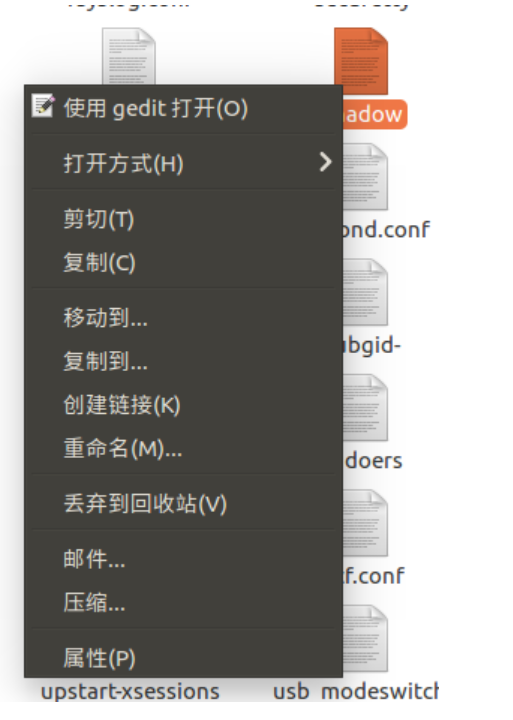 使用 gedit 打开(O)
adow
打开方式(H)
剪切(T)
ond.conf
复制(C)
移动到...
ubgid-
复制到...
创建链接(K)
重命名(M)...
doers
丢弃到回收站(V)
邮件...
f.conf
压缩...
属性(P)
upstart-xsessions
usb_modeswitch